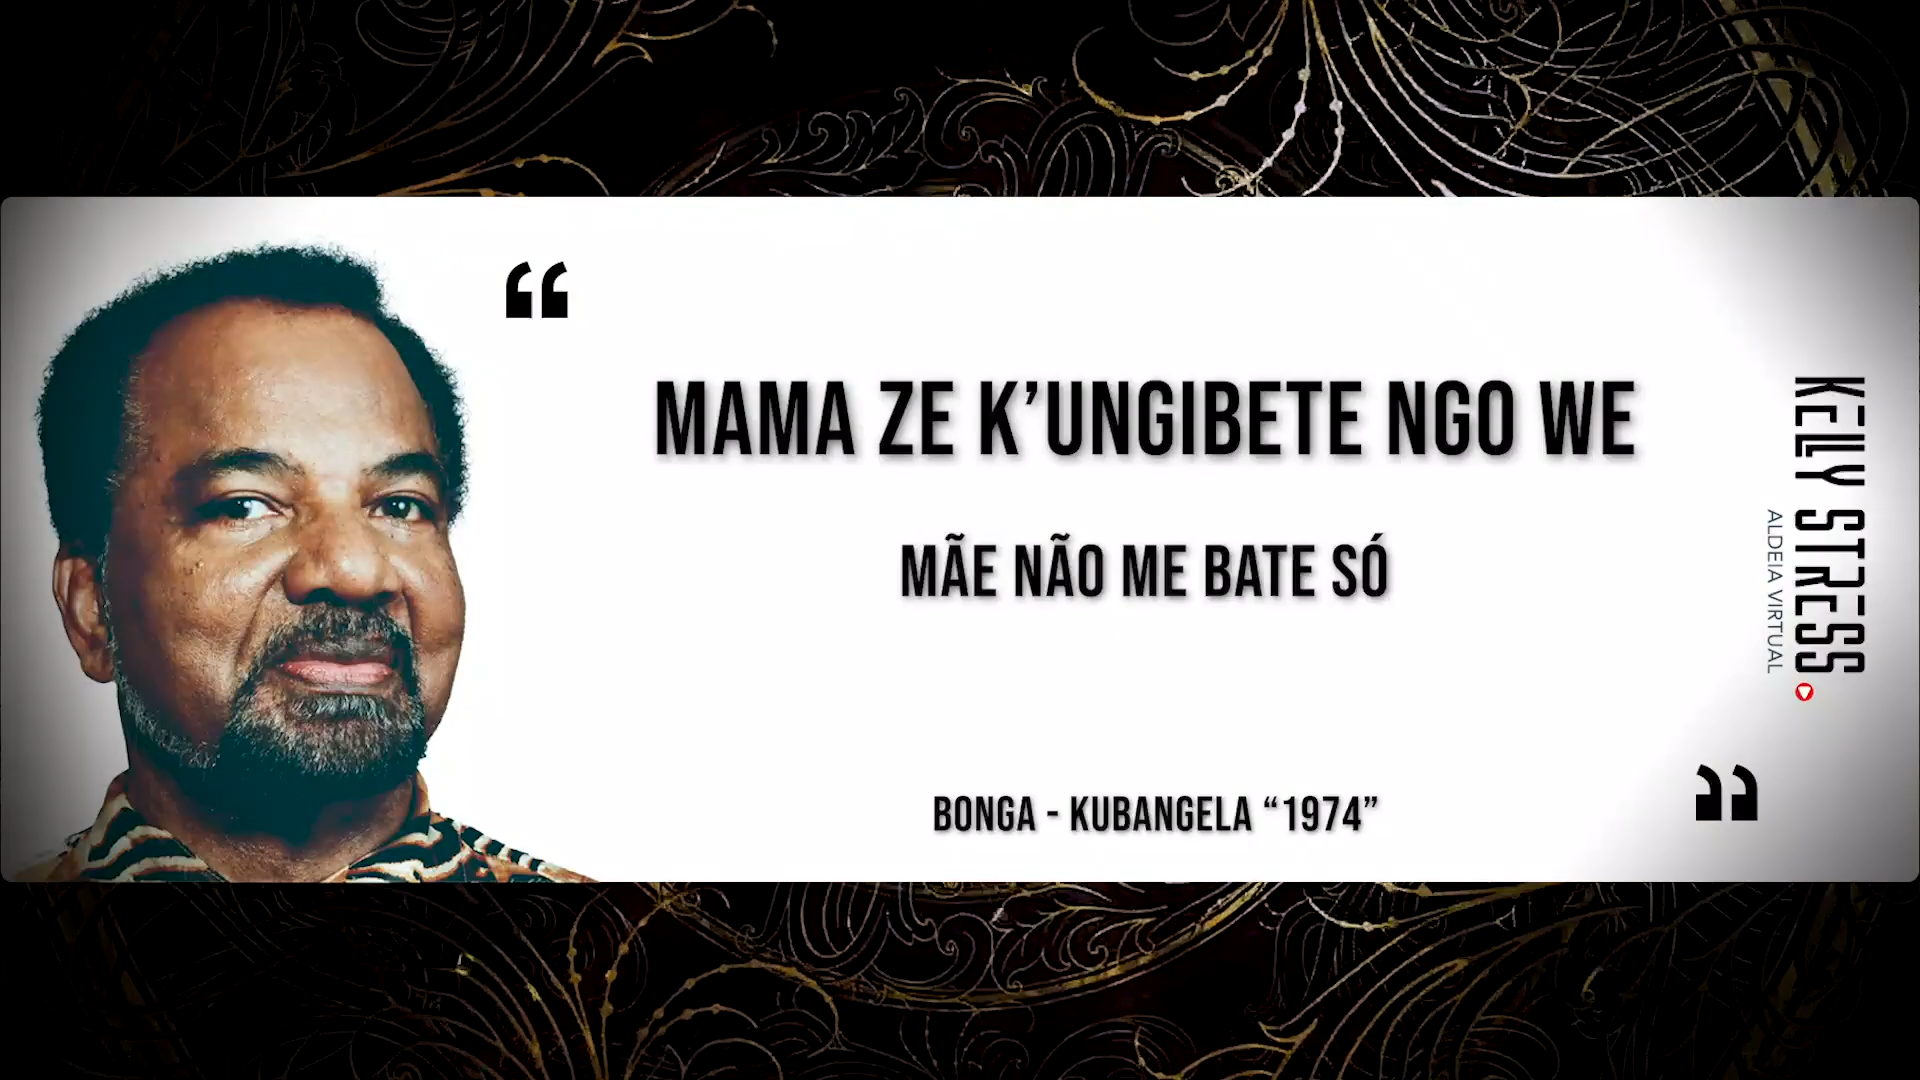 “
MAMA ZE K’UNGIBETE NGO WE
MÃE NÃO ME BATE SÓ
BONGA - KUBANGELA “1974”
”
KELLY STRESS
ALDEIA VIRTUAL